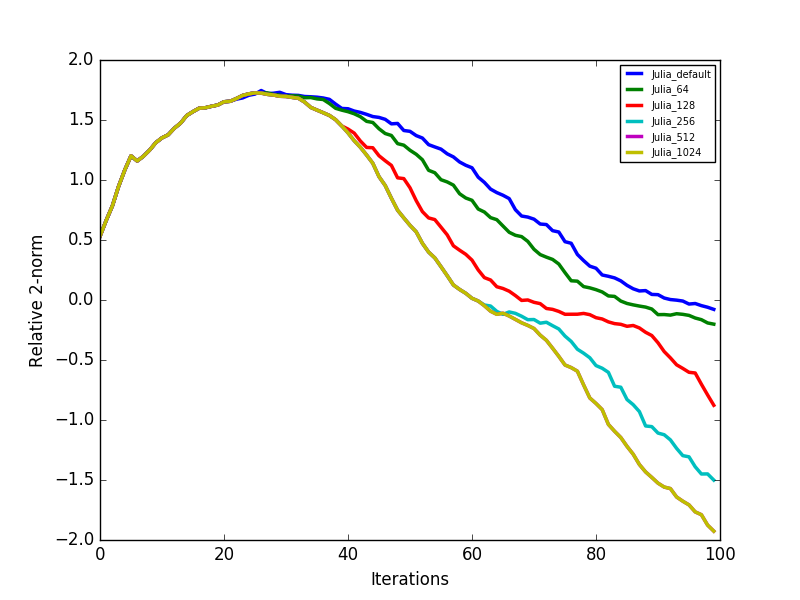 2.0
1.5
1.0
0.5
0.0
−0.5
−1.0
−1.5
−2.0
Relative 2-norm
0 20 40 60 80 100
Iterations
Julia_default
Julia_64
Julia_128
Julia_256
Julia_512
Julia_1024